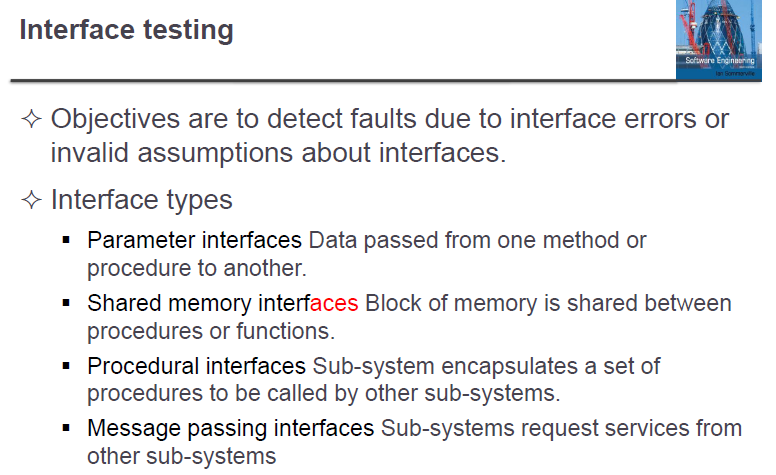 Interface testing
Software Engineering
Ian Sommerville
✧ Objectives are to detect faults due to interface errors or
invalid assumptions about interfaces.
✧ Interface types
▪ Parameter interfaces Data passed from one method or
procedure to another.
▪ Shared memory interfaces Block of memory is shared between
procedures or functions.
▪ Procedural interfaces Sub-system encapsulates a set of
procedures to be called by other sub-systems.
▪ Message passing interfaces Sub-systems request services from
other sub-systems